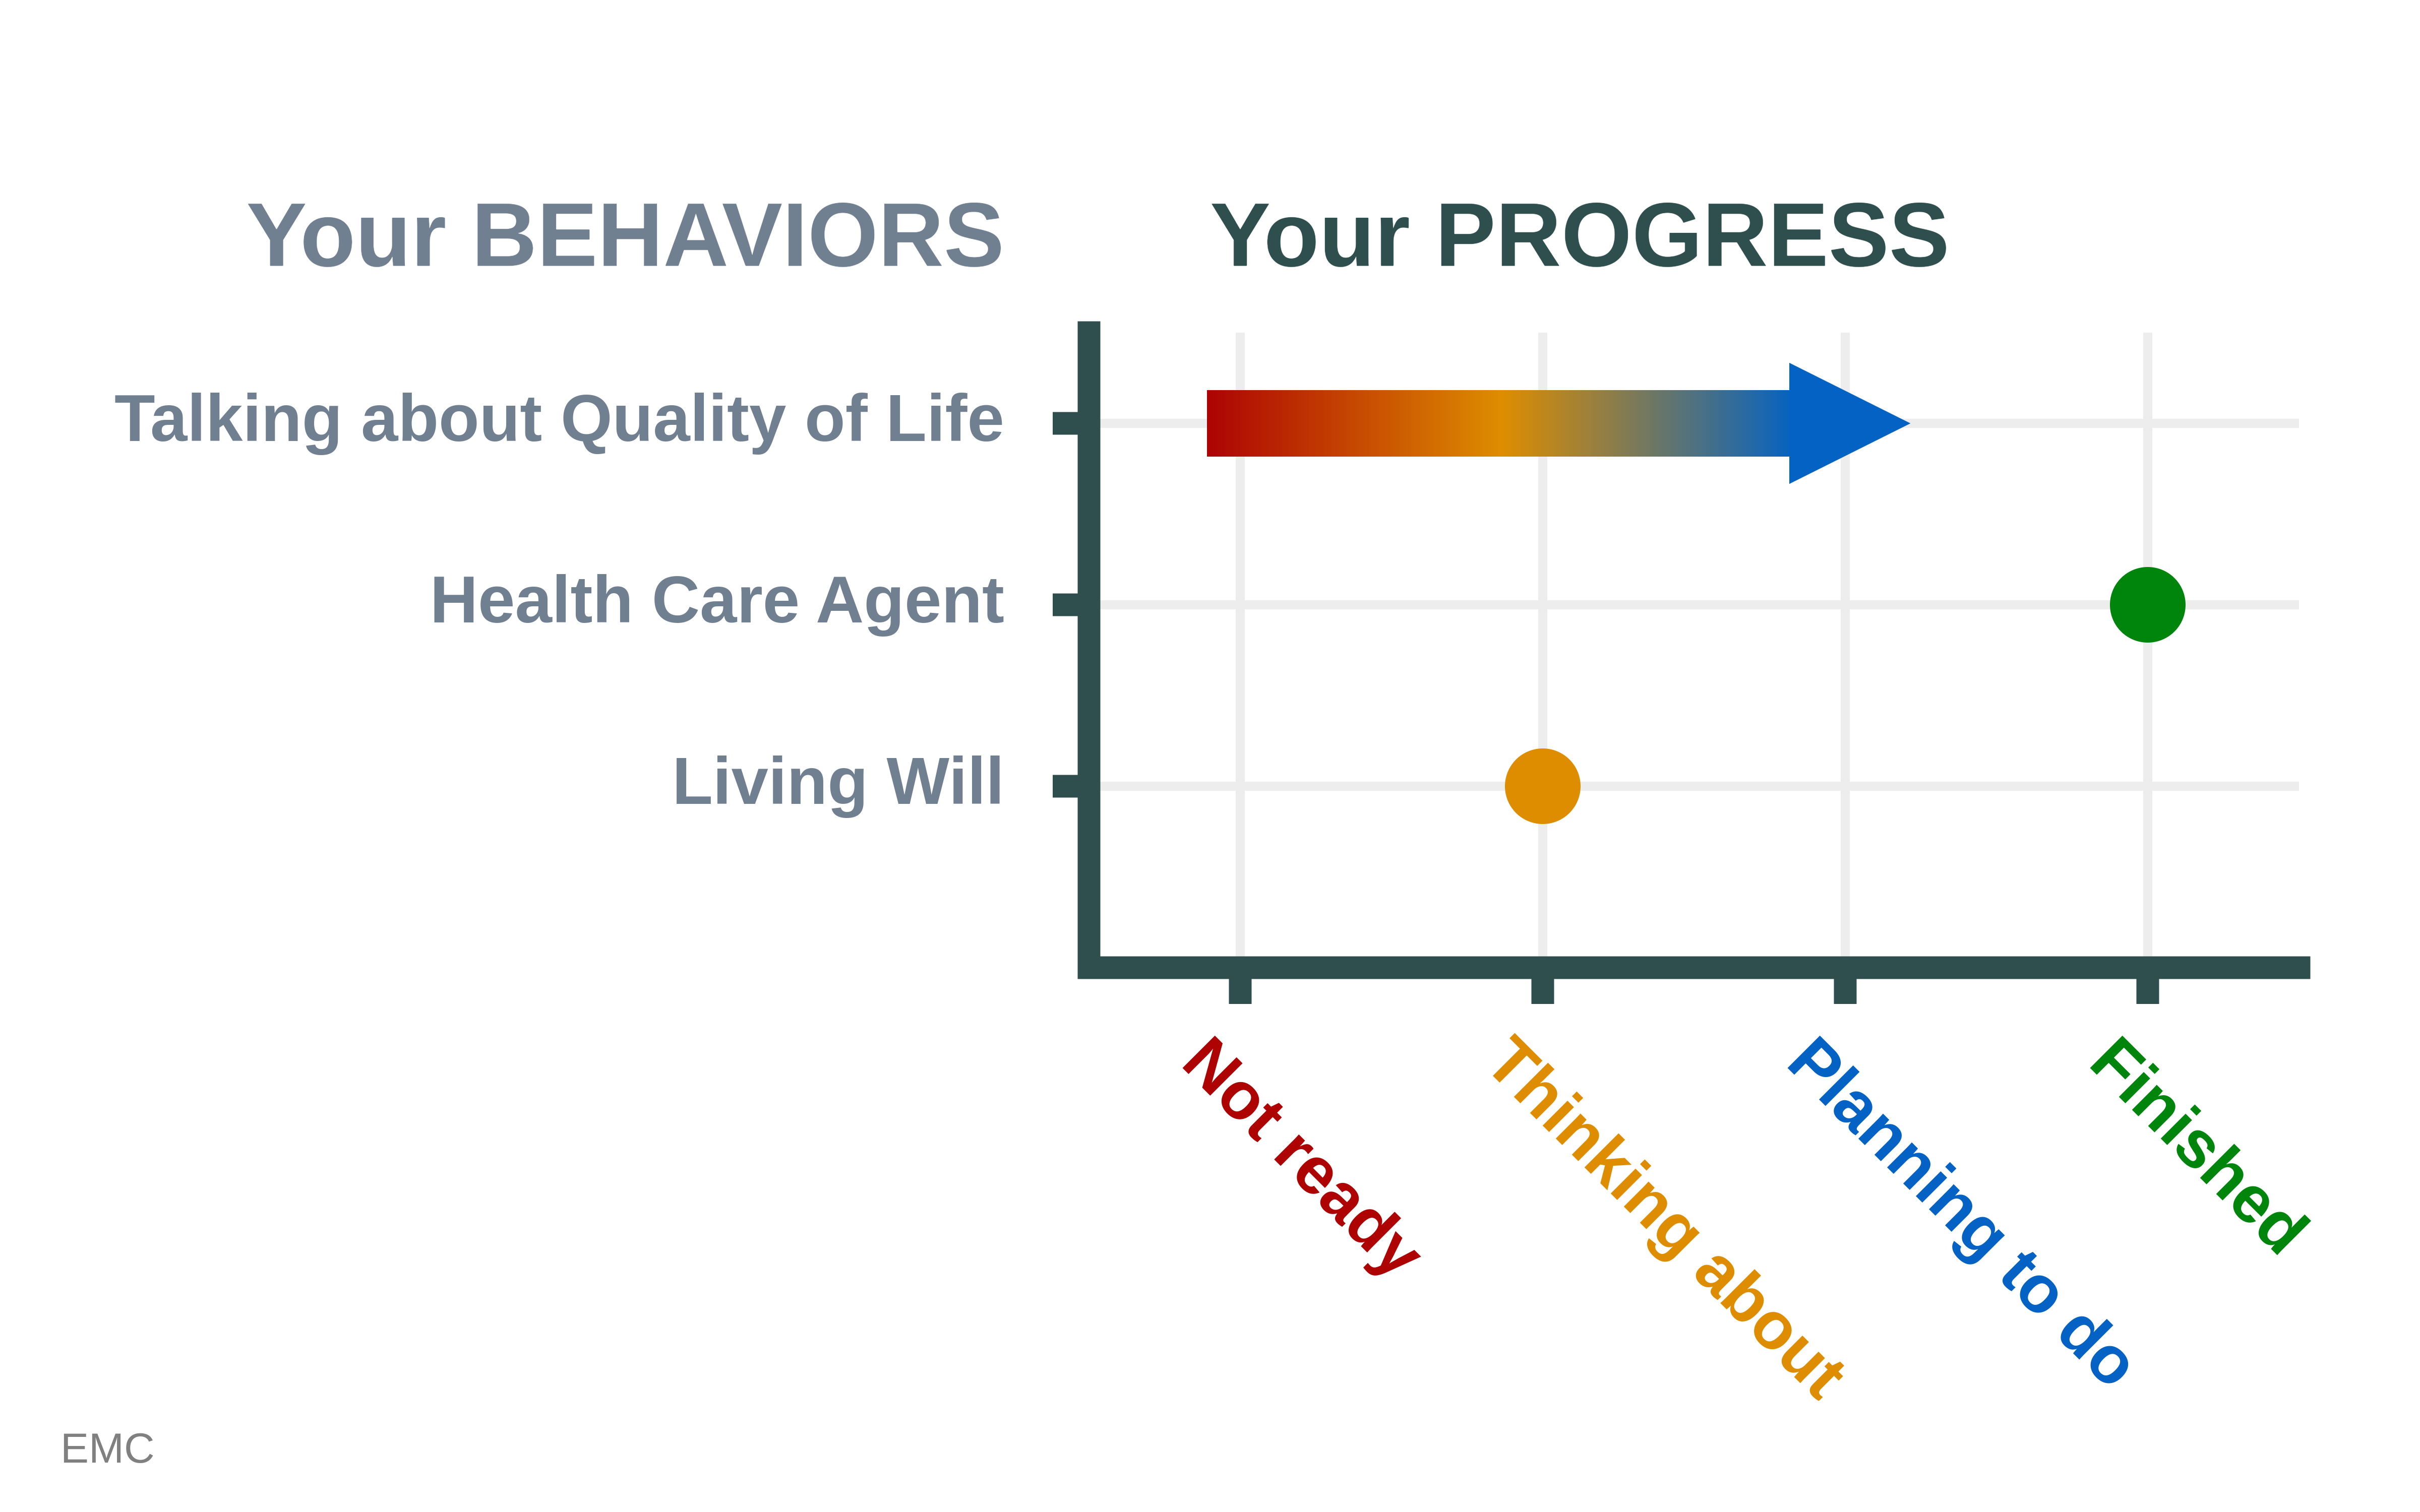 Your BEHAVIORS
Your PROGRESS
Talking about Quality of Life
Health Care Agent
Living Will
Not ready
Thinking about
Planning to do
Finished
EMC